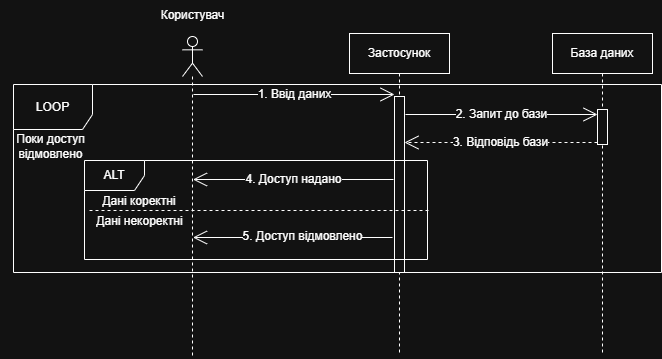 Користувач
Застосунок
База даних
LOOP
1. Ввід даних
2. Запит до бази
Поки доступ
відмовлено
3. Відповідь бази
ALT
4. Доступ надано
Дані коректні
Дані некоректні
5. Доступ відмовлено